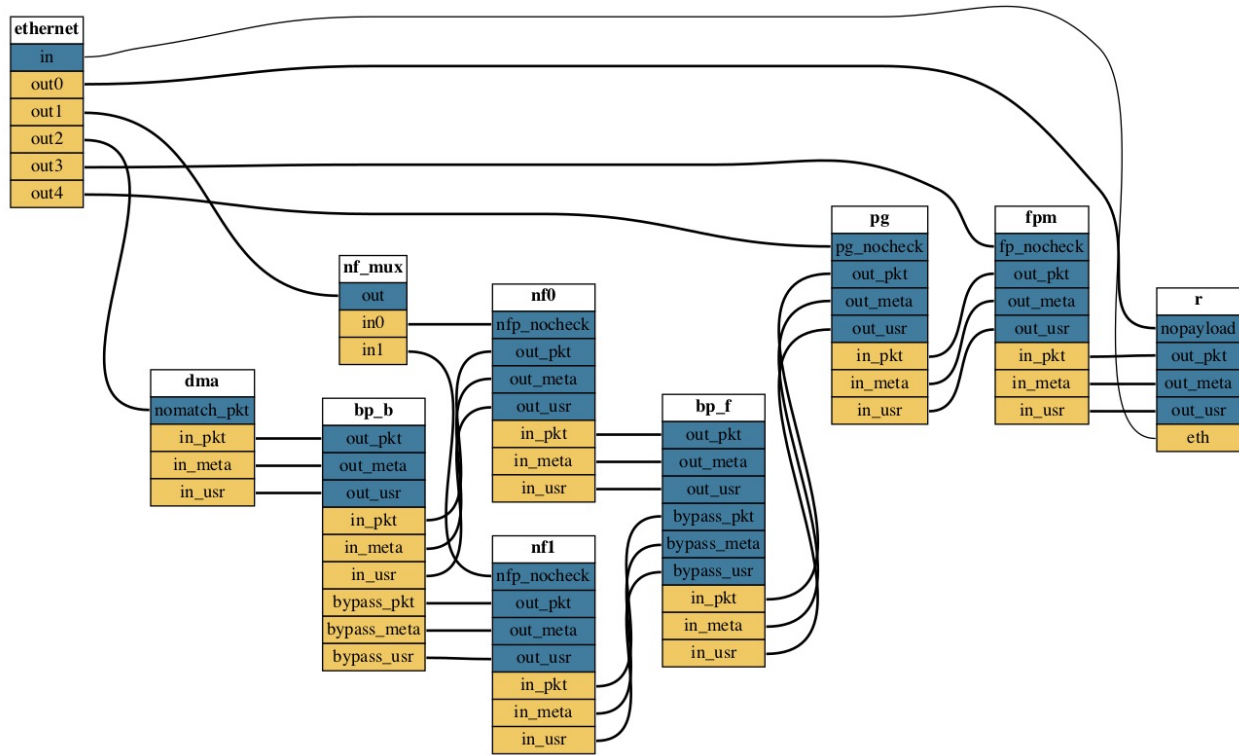 ethernet
in
out0
out1
out2
out3
out4
nf_mux
out
in0
in1
dma
nomatch_pkt
in_pkt
in_meta
in_usr
bp_b
out_pkt
out_meta
out_usr
in_pkt
in_meta
in_usr
bypass_pkt
bypass_meta
bypass_usr
nf0
nfp_nocheck
out_pkt
out_meta
out_usr
in_pkt
in_meta
in_usr
nf1
nfp_nocheck
out_pkt
out_meta
out_usr
in_pkt
in_meta
in_usr
bp_f
out_pkt
out_meta
out_usr
bypass_pkt
bypass_meta
bypass_usr
in_pkt
in_meta
in_usr
pg
pg_nocheck
out_pkt
out_meta
out_usr
in_pkt
in_meta
in_usr
fpm
fp_nocheck
out_pkt
out_meta
out_usr
in_pkt
in_meta
in_usr
r
nopayload
out_pkt
out_meta
out_usr
eth